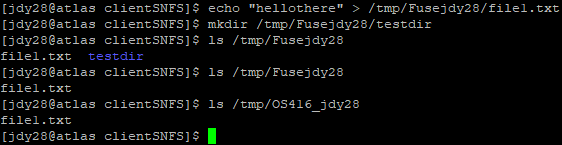 [jdy28@atlas clientSNFS]$ echo "hellothere" > /tmp/Fusejdy28/file1.txt
[jdy28@atlas clientSNFS]$ mkdir /tmp/Fusejdy28/testdir
[jdy28@atlas clientSNFS]$ ls /tmp/Fusejdy28
file1.txt  testdir
[jdy28@atlas clientSNFS]$ ls /tmp/Fusejdy28
file1.txt
[jdy28@atlas clientSNFS]$ ls /tmp/OS416_jdy28
file1.txt
[jdy28@atlas clientSNFS]$